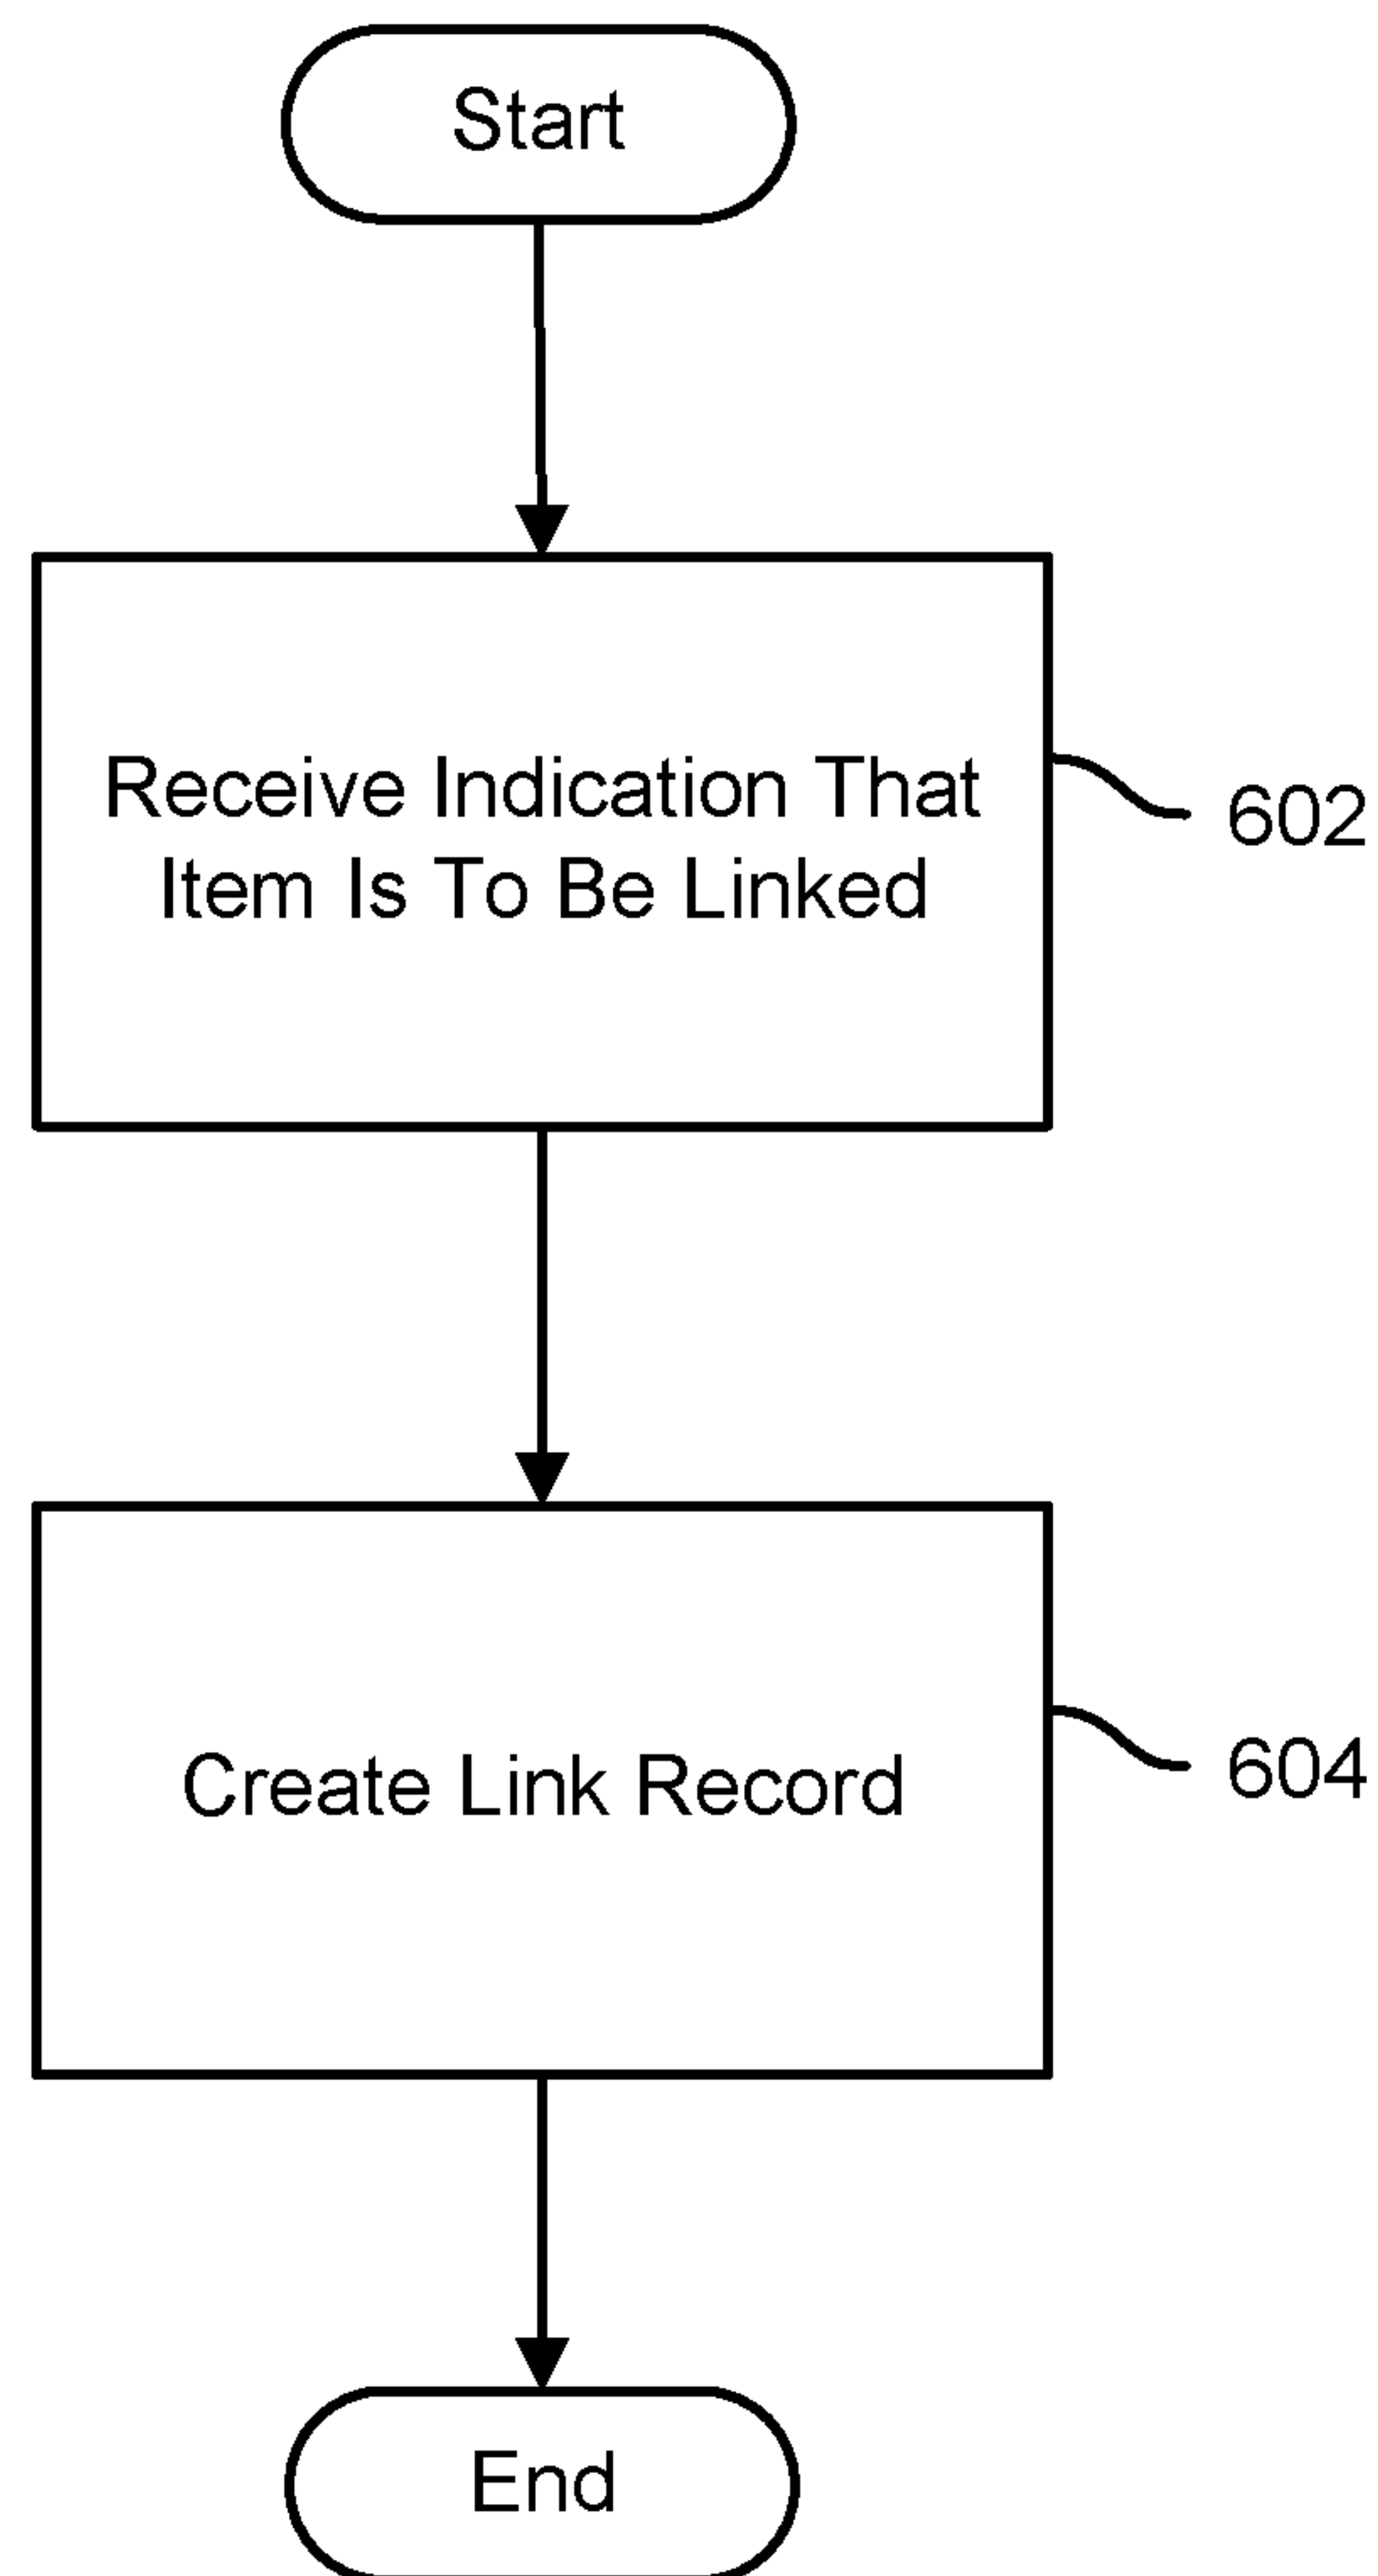 Start
Receive Indication That
Item Is To Be Linked
602
Create Link Record
604
End